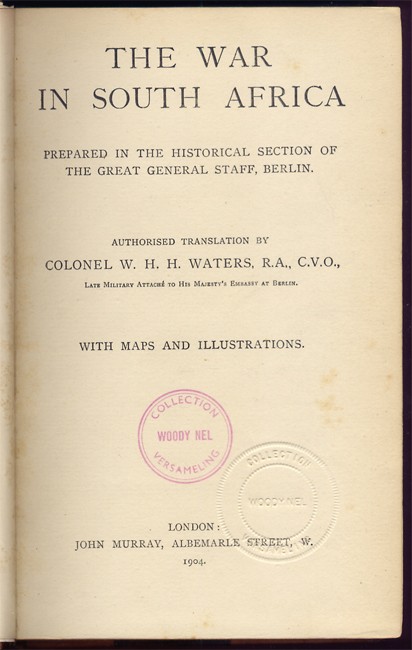 THE WAR
IN SOUTH AFRICA
PREPARED IN THE HISTORICAL SECTION OF
THE GREAT GENERAL STAFF, BERLIN.
AUTHORISED TRANSLATION BY
COLONEL W. H. H. WATERS, R.A., C.V.O.,
LATE MILITARY ATTACHÉ TO HIS MAJESTY'S EMBASSY AT BERLIN.
WITH MAPS AND ILLUSTRATIONS.
COLLECTION
WOODY NEL
VERSAMELING
COLLECTION
WOODY NEL
LONDON:
JOHN MURRAY, ALBEMARLE STREET, W.
1904.